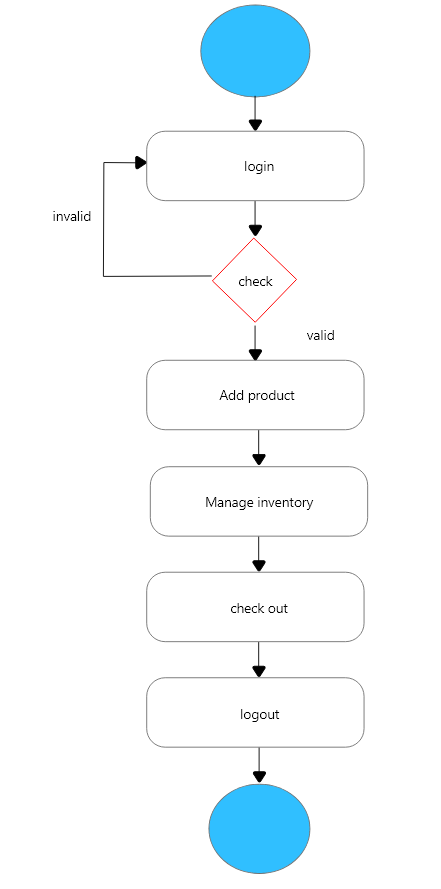 login
invalid
check
valid
Add product
Manage inventory
check out
logout